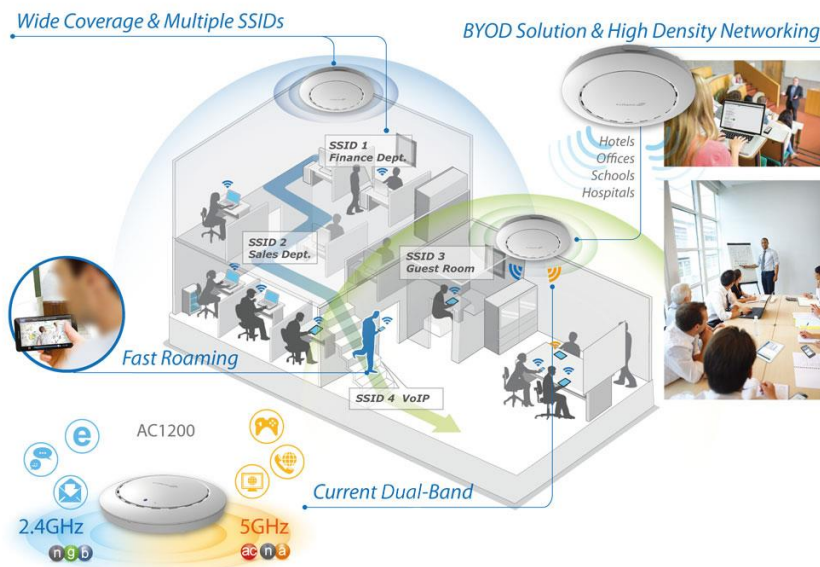 Wide Coverage & Multiple SSIDs
BYOD Solution & High Density Networking
SSID 1
Finance Dept.
Hotels
Offices
Schools
Hospitals
SSID 2
Sales Dept.
SSID 3
Guest Room
Fast Roaming
SSID 4 VoIP
AC1200
e
Current Dual-Band
2.4GHz
5GHz
n g b
ac n a